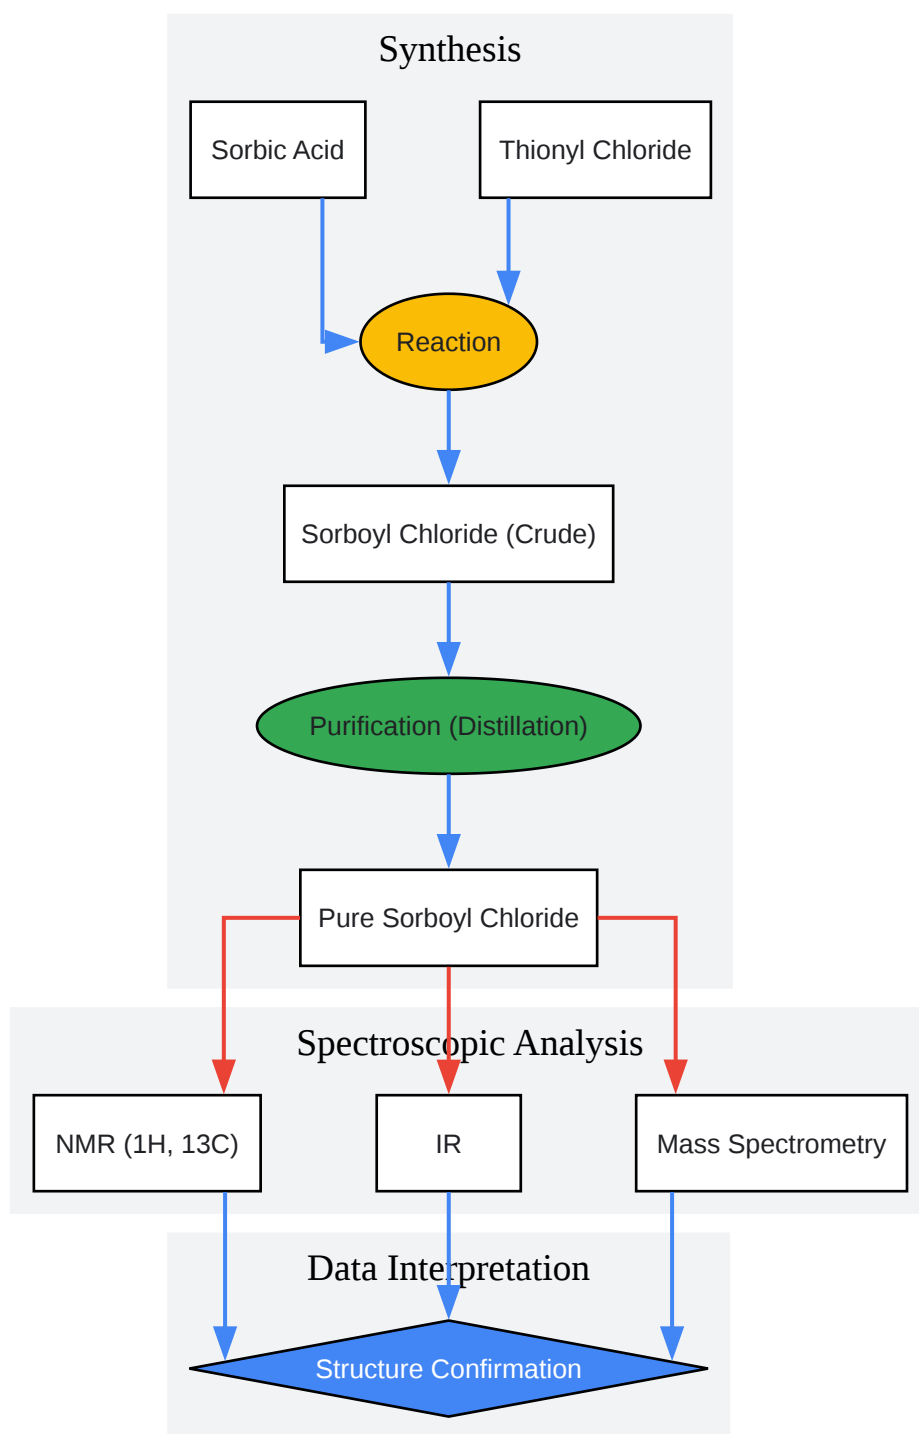 Synthesis
Sorbic Acid
Thionyl Chloride
Reaction
Sorboyl Chloride (Crude)
Purification (Distillation)
Pure Sorboyl Chloride
Spectroscopic Analysis
NMR (1H, 13C)
IR
Mass Spectrometry
Data Interpretation
Structure Confirmation